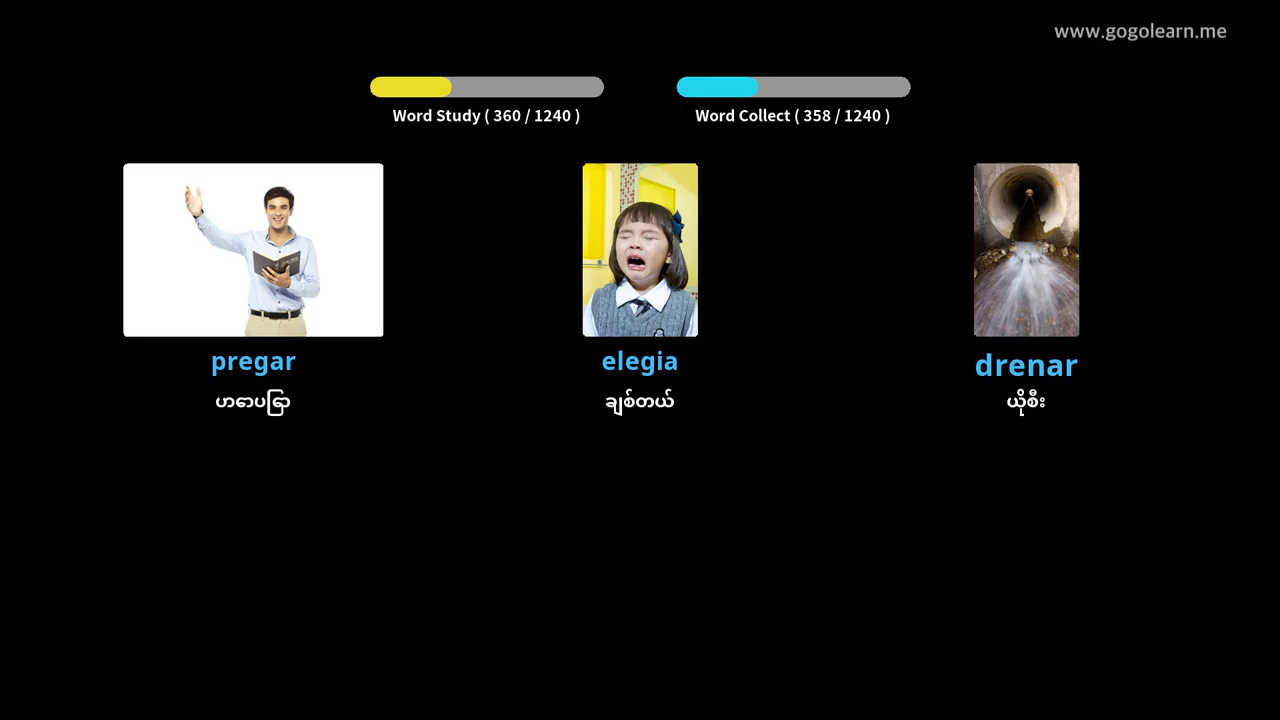 www.gogolearn.me
Word Study ( 360 / 1240 )
Word Collect ( 358 / 1240 )
pregar
ဟောပြော
elegia
ချစ်တယ်
drenar
ယိုစီး